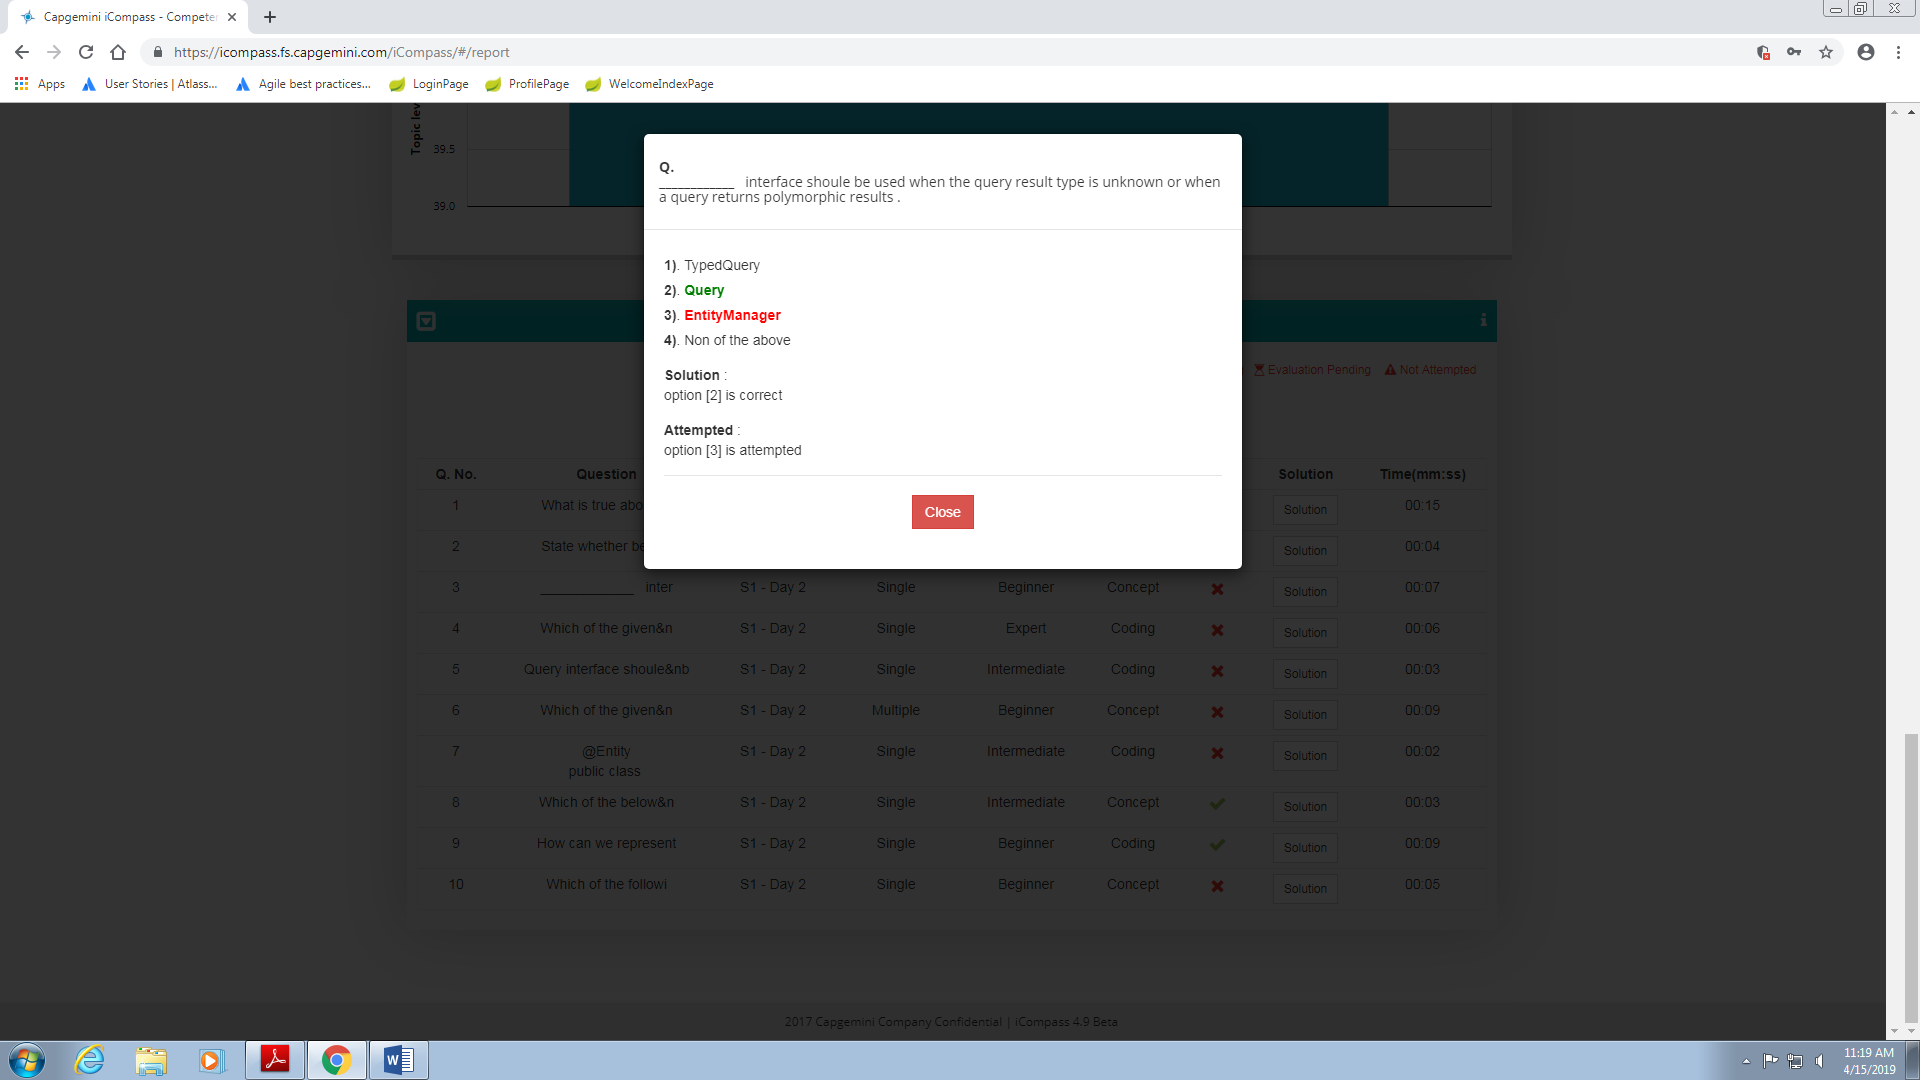 Capgemini iCompass - Competen
https://icompass.fs.capgemini.com/iCompass/#/report
Apps
User Stories | Atlass...
Agile best practices...
LoginPage
ProfilePage
WelcomeIndexPage
Topic lev
39.5
39.0
Q.
____________ interface shoule be used when the query result type is unknown or when
a query returns polymorphic results .
1). TypedQuery
2). Query
3). EntityManager
4). Non of the above
Solution :
option [2] is correct
Attempted :
option [3] is attempted
Close
Evaluation Pending Not Attempted
Q. No. Question Solution Time(mm:ss)
1 What is true abo Solution 00:15
2 State whether be Solution 00:04
3 ____________ inter S1 - Day 2 Single Beginner Concept Solution 00:07
4 Which of the given&n S1 - Day 2 Single Expert Coding Solution 00:06
5 Query interface shoule&nb S1 - Day 2 Single Intermediate Coding Solution 00:03
6 Which of the given&n S1 - Day 2 Multiple Beginner Concept Solution 00:09
7 @Entity S1 - Day 2 Single Intermediate Coding Solution 00:02
public class
8 Which of the below&n S1 - Day 2 Single Intermediate Concept Solution 00:03
9 How can we represent S1 - Day 2 Single Beginner Coding Solution 00:09
10 Which of the followi S1 - Day 2 Single Beginner Concept Solution 00:05
2017 Capgemini Company Confidential | iCompass 4.9 Beta
11:19 AM
4/15/2019